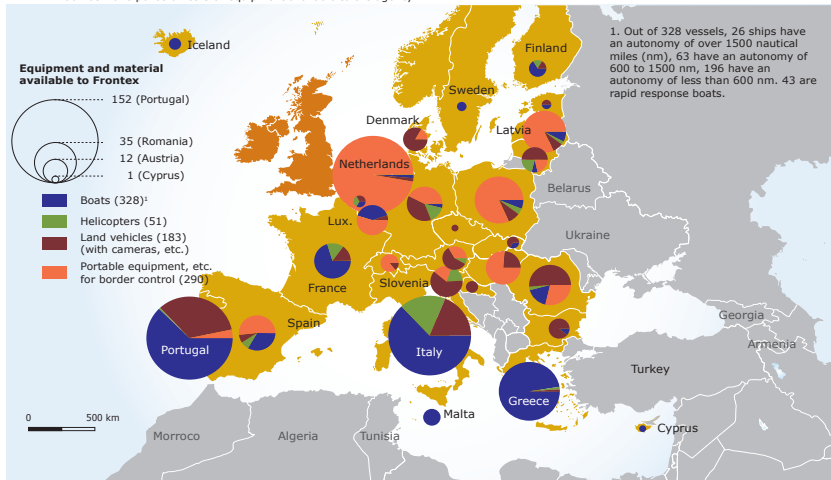 Iceland
Finland
Sweden
Denmark
Latvia
Netherlands
Belarus
Lux.
Ukraine
France
Slovenia
Spain
Portugal
Italy
Georgia
Armenia
Turkey
Greece
Malta
Cyprus
Morroco
Algeria
Tunisia
Equipment and material
available to Frontex
152 (Portugal)
35 (Romania)
12 (Austria)
1 (Cyprus)
Boats (328)¹
Helicopters (51)
Land vehicles (183)
(with cameras, etc.)
Portable equipment, etc.
for border control (290)
0 500 km
1. Out of 328 vessels, 26 ships have
an autonomy of over 1500 nautical
miles (nm), 63 have an autonomy of
600 to 1500 nm, 196 have an
autonomy of less than 600 nm. 43 are
rapid response boats.